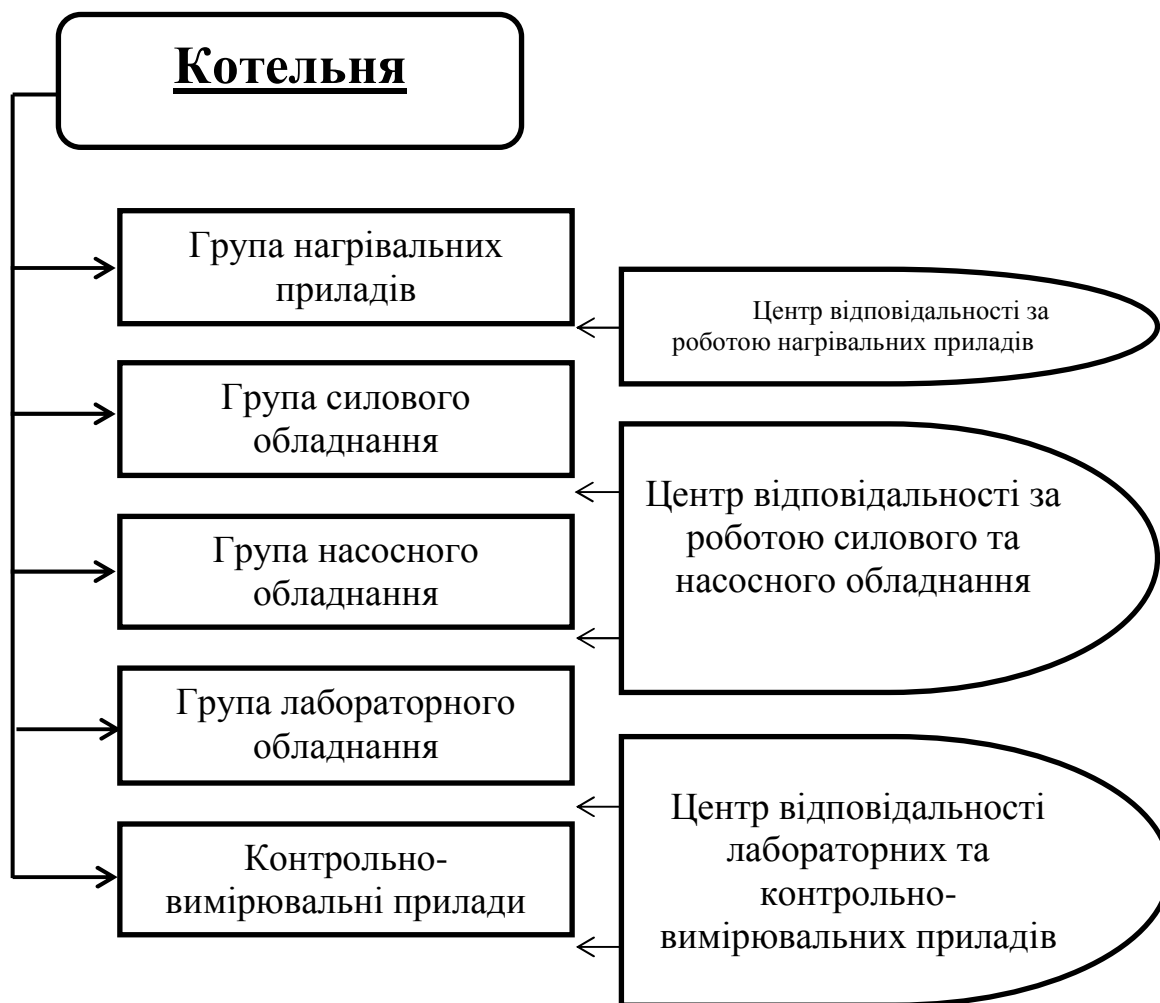 Котельня
Група нагрівальних
приладів
Центр відповідальності за
роботою нагрівальних приладів
Група силового
обладнання
Центр відповідальності за
роботою силового та
насосного обладнання
Група насосного
обладнання
Група лабораторного
обладнання
Центр відповідальності
лабораторних та
контрольно-
вимірювальних приладів
Контрольно-
вимірювальні прилади